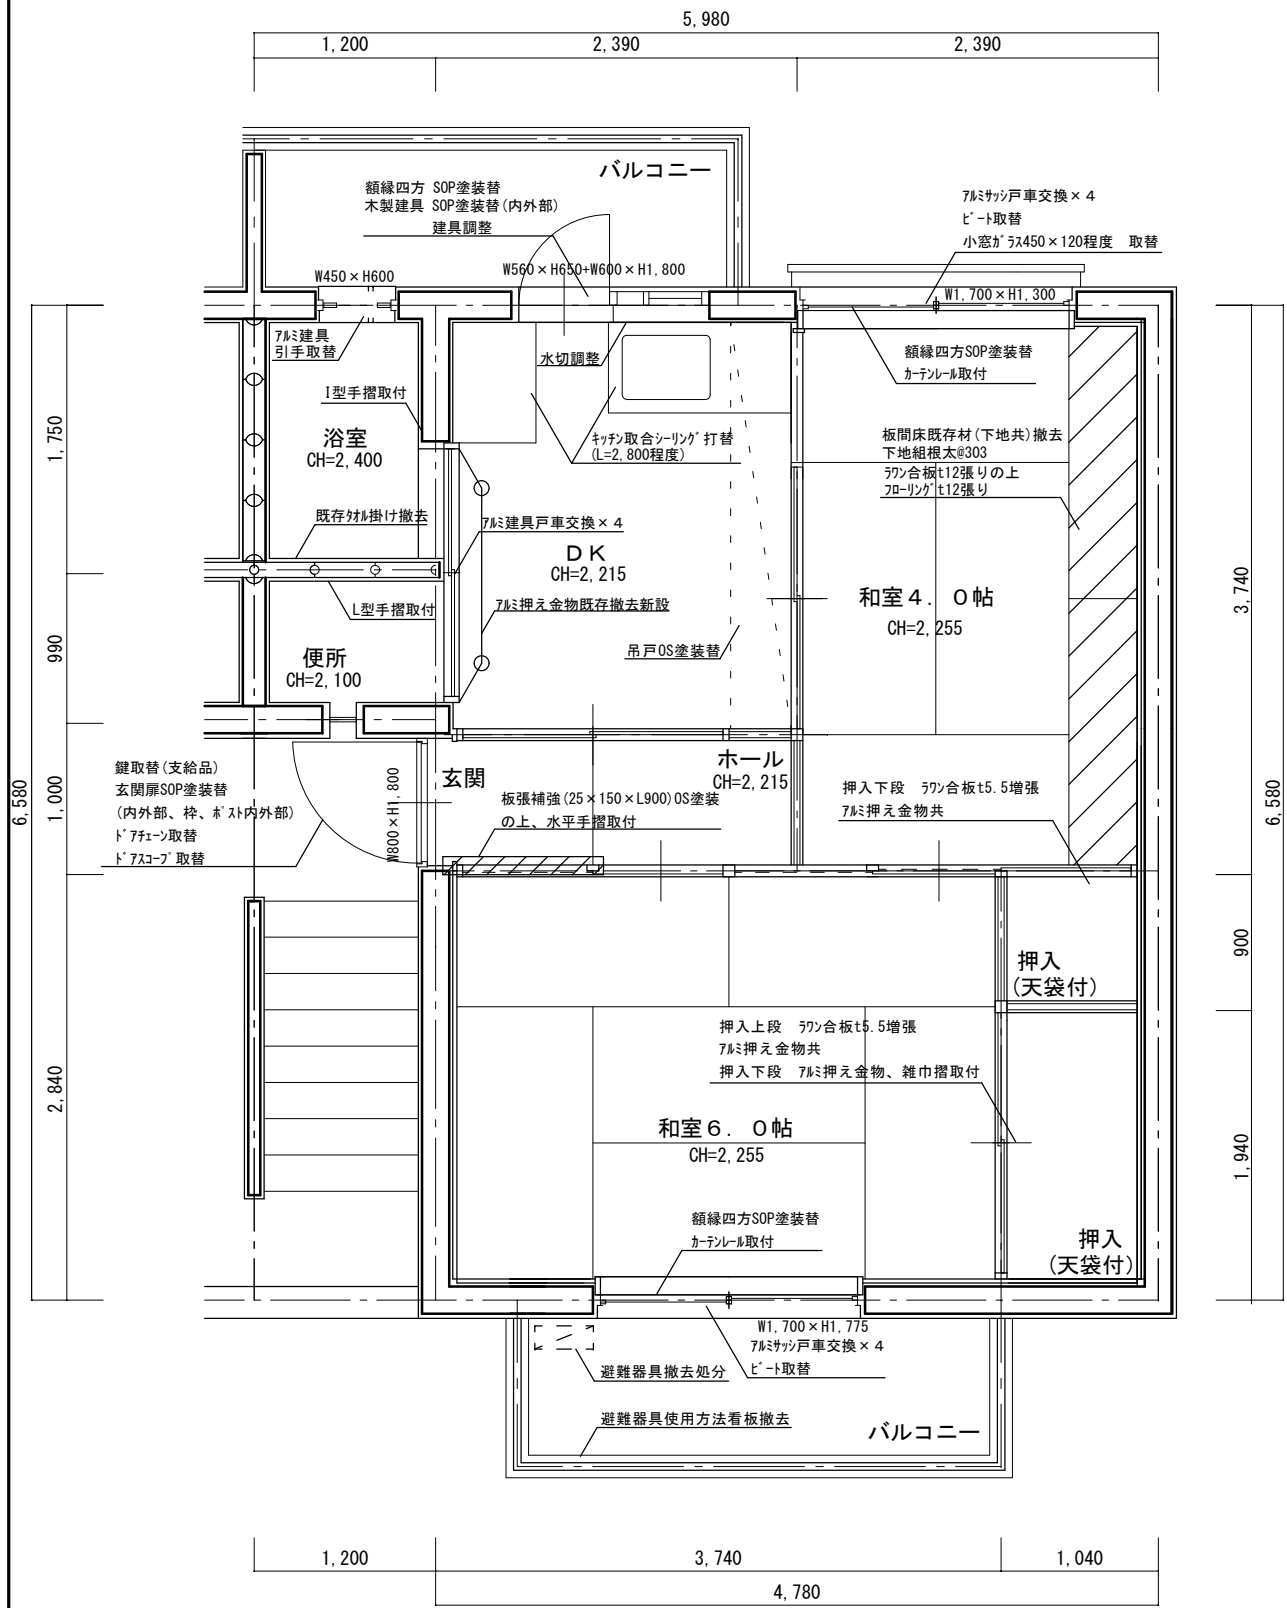 5,980
1,200
2,390
2,390
バルコニー
額縁四方 SOP塗装替
木製建具 SOP塗装替(内外部)
建具調整
ｱﾙﾐｻｯｼ戸車交換×４
ﾋﾞｰﾄ取替
小窓ｶﾞﾗｽ450×120程度　取替
W450×H600
W560×H650+W600×H1,800
W1,700×H1,300
ｱﾙﾐ建具
引手取替
水切調整
額縁四方SOP塗装替
ｶｰﾃﾝﾚｰﾙ取付
I型手摺取付
浴室
CH=2,400
ｷｯﾁﾝ取合ｼｰﾘﾝｸﾞ打替
(L=2,800程度)
板間床既存材(下地共)撤去
下地組根太@303
ﾗﾜﾝ合板t12張りの上
ﾌﾛｰﾘﾝｸﾞt12張り
既存ﾀｵﾙ掛け撤去
ｱﾙﾐ建具戸車交換×４
ＤＫ
CH=2,215
和室４．０帖
CH=2,255
L型手摺取付
ｱﾙﾐ押え金物既存撤去新設
吊戸OS塗装替
便所
CH=2,100
1,750
990
1,000
2,840
6,580
3,740
900
1,940
6,580
鍵取替(支給品)
玄関扉SOP塗装替
(内外部、枠、ﾎﾟｽﾄ内外部)
ﾄﾞｱﾁｪｰﾝ取替
ﾄﾞｱｽｺｰﾌﾟ取替
W800×H1,800
玄関
ホール
CH=2,215
板張補強(25×150×L900)OS塗装
の上、水平手摺取付
押入下段　ﾗﾜﾝ合板t5.5増張
ｱﾙﾐ押え金物共
押入
(天袋付)
押入上段　ﾗﾜﾝ合板t5.5増張
ｱﾙﾐ押え金物共
押入下段　ｱﾙﾐ押え金物、雑巾摺取付
和室６．０帖
CH=2,255
額縁四方SOP塗装替
ｶｰﾃﾝﾚｰﾙ取付
押入
(天袋付)
W1,700×H1,775
ｱﾙﾐｻｯｼ戸車交換×４
ﾋﾞｰﾄ取替
避難器具撤去処分
避難器具使用方法看板撤去
バルコニー
1,200
3,740
1,040
4,780